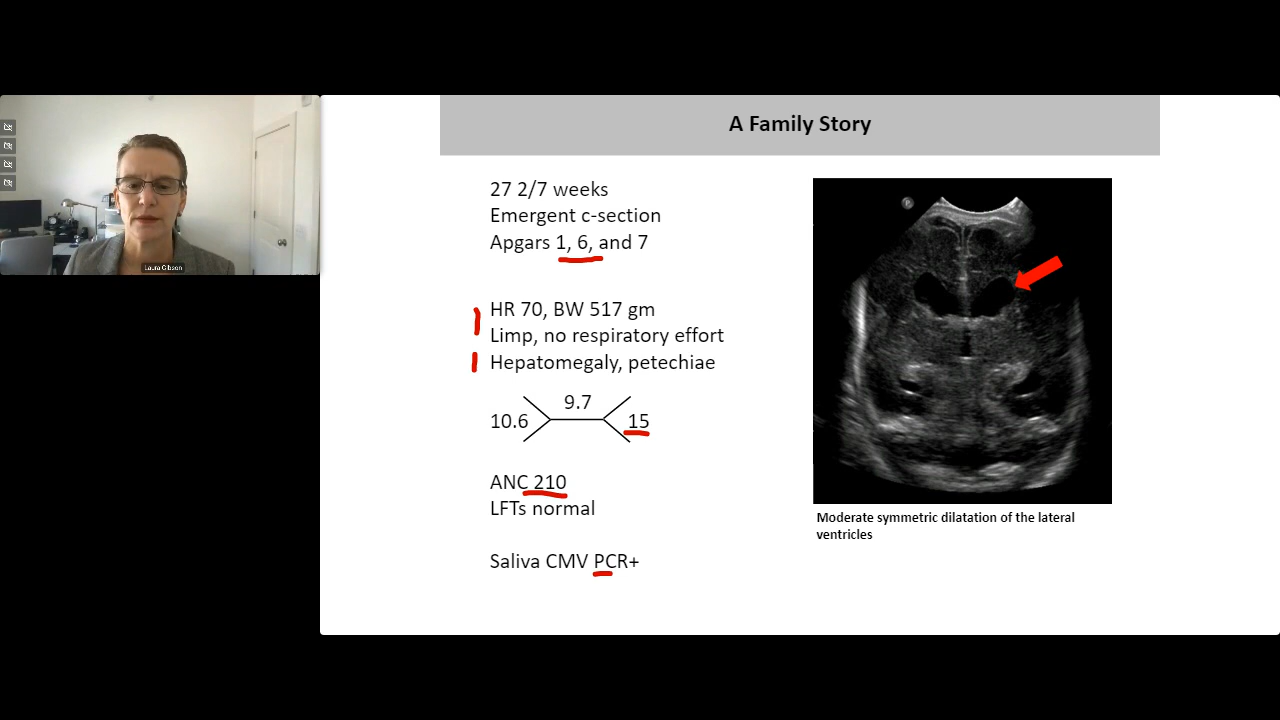 A Family Story
27 2/7 weeks
Emergent c-section
Apgars 1, 6, and 7
HR 70, BW 517 gm
Limp, no respiratory effort
Hepatomegaly, petechiae
9.7
10.6 15
ANC 210
LFTs normal
Saliva CMV PCR+
Moderate symmetric dilatation of the lateral
ventricles
Laura Gibson